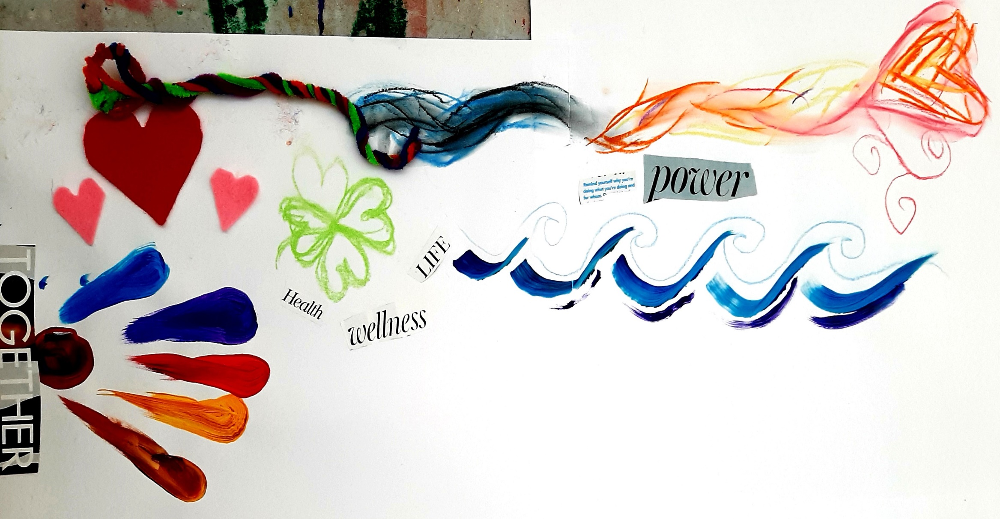 power
Remind yourself why you're
doing what you're doing and
for whom.
LIFE
TOGETHER
Health
wellness